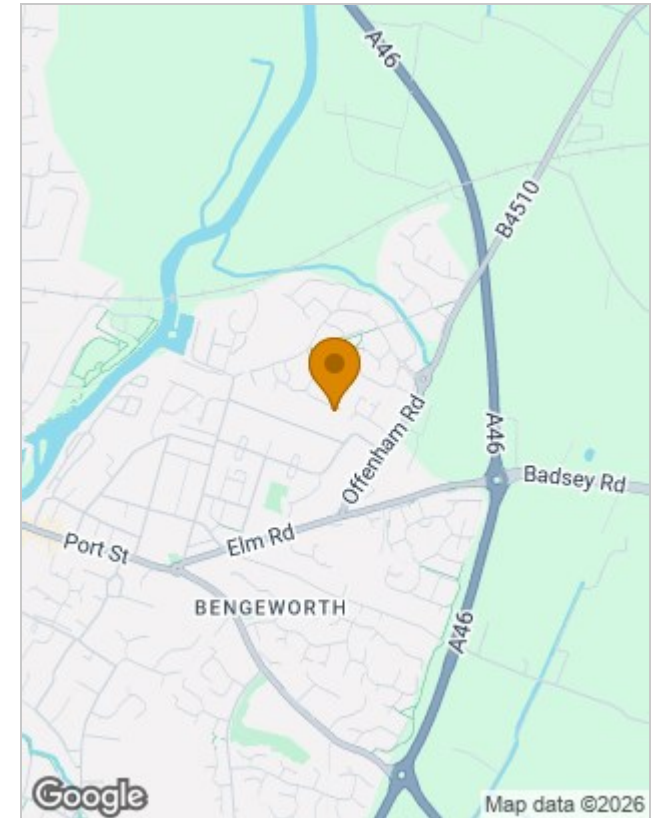 A46
B4510
A46
Offenham Rd
Badsey Rd
Elm Rd
Port St
BENGEWORTH
A46
Google
Map data ©2026